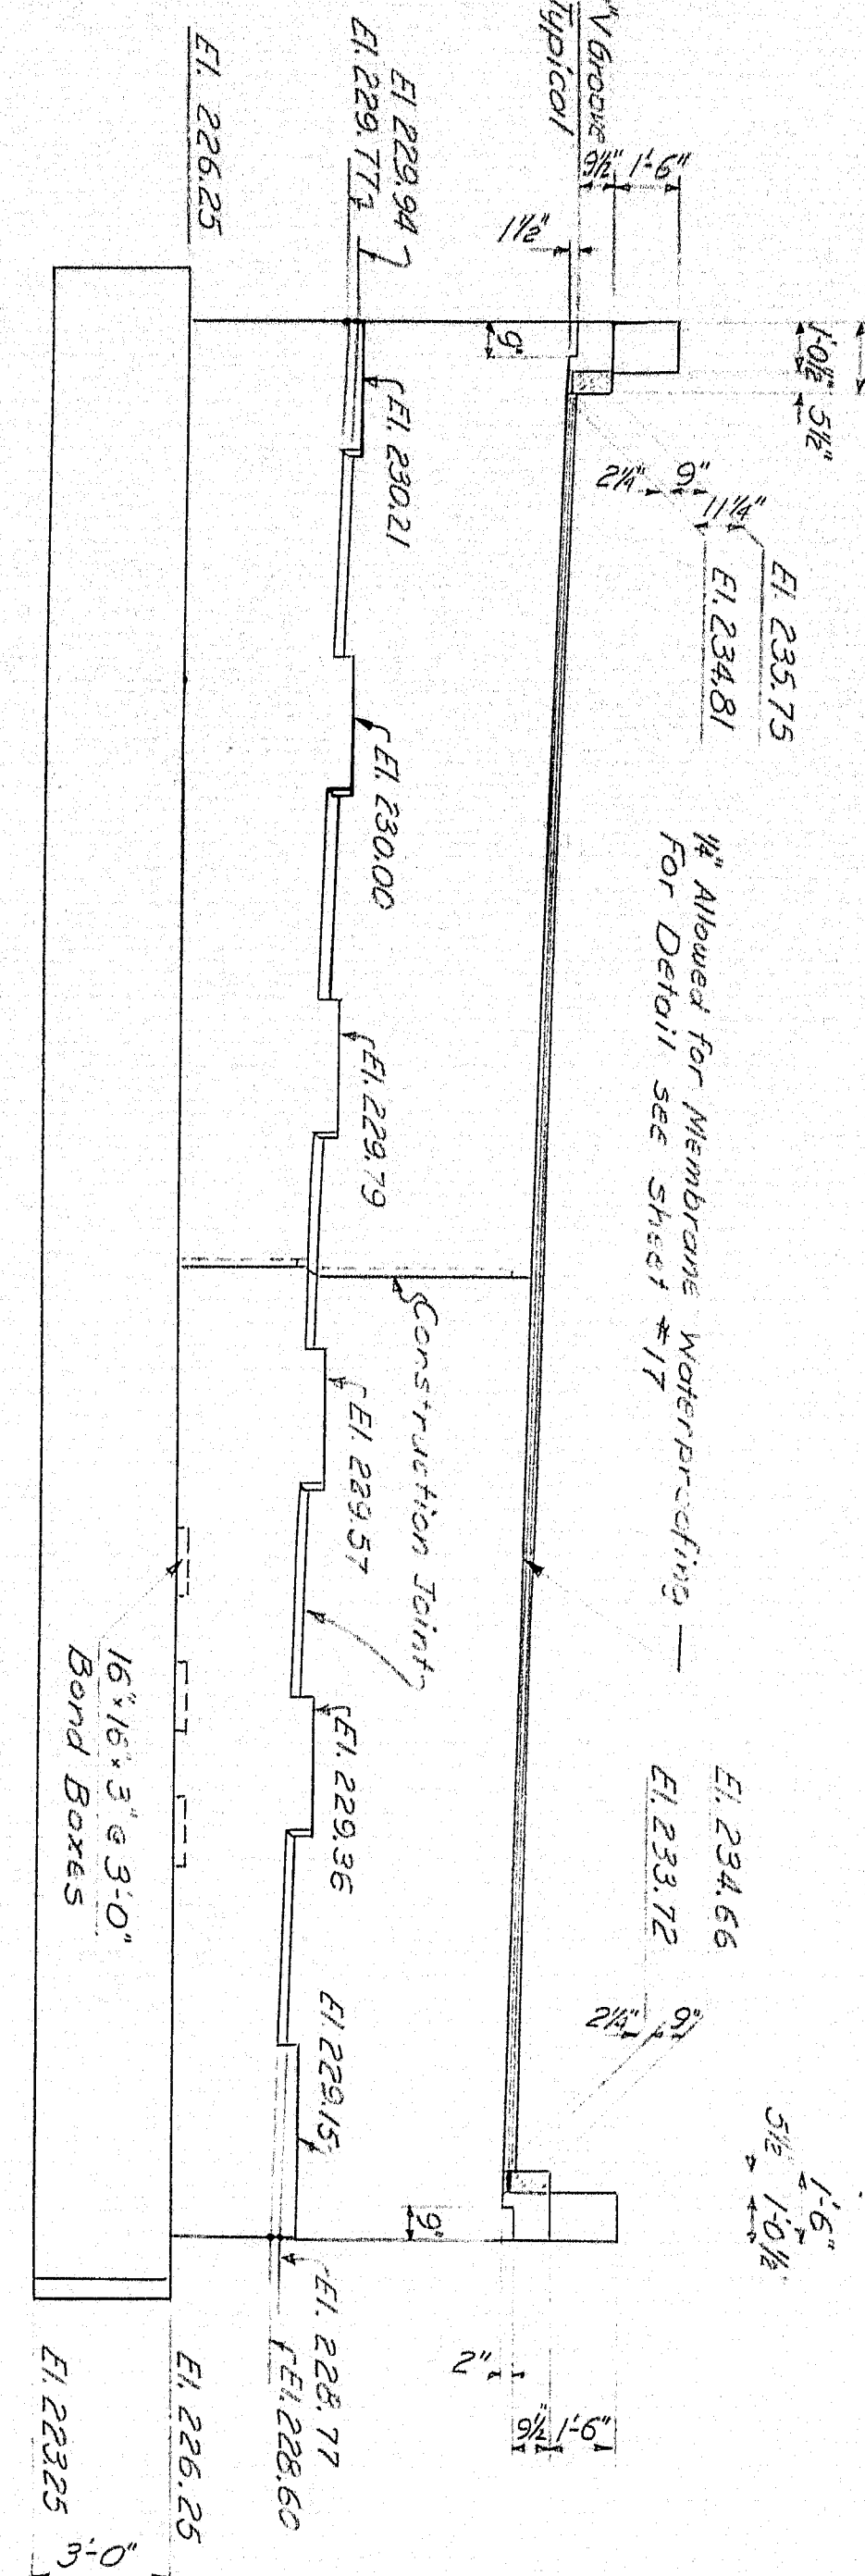 "V Groove
Typical
9½" 1'-6"
1½"
1'-0½" 5½"
El 229.94
El. 229.77
El. 226.25
9"
El. 230.21
2¼" 9"
11¼"
El. 235.75
El. 234.81
El. 230.00
¼" Allowed for Membrane Waterproofing —
For Detail see sheet #17
El. 229.79
Construction Joint
El. 229.57
El. 229.36
16"×16"×3" @ 3'-0"
Bond Boxes
El. 234.66
El. 233.72
2¼" 9"
El 229.15
5½ 1'-0½
1'-6"
9"
El. 228.77
El. 228.60
2"
9½ 1'-6"
El. 226.25
El. 223.25
3'-0"